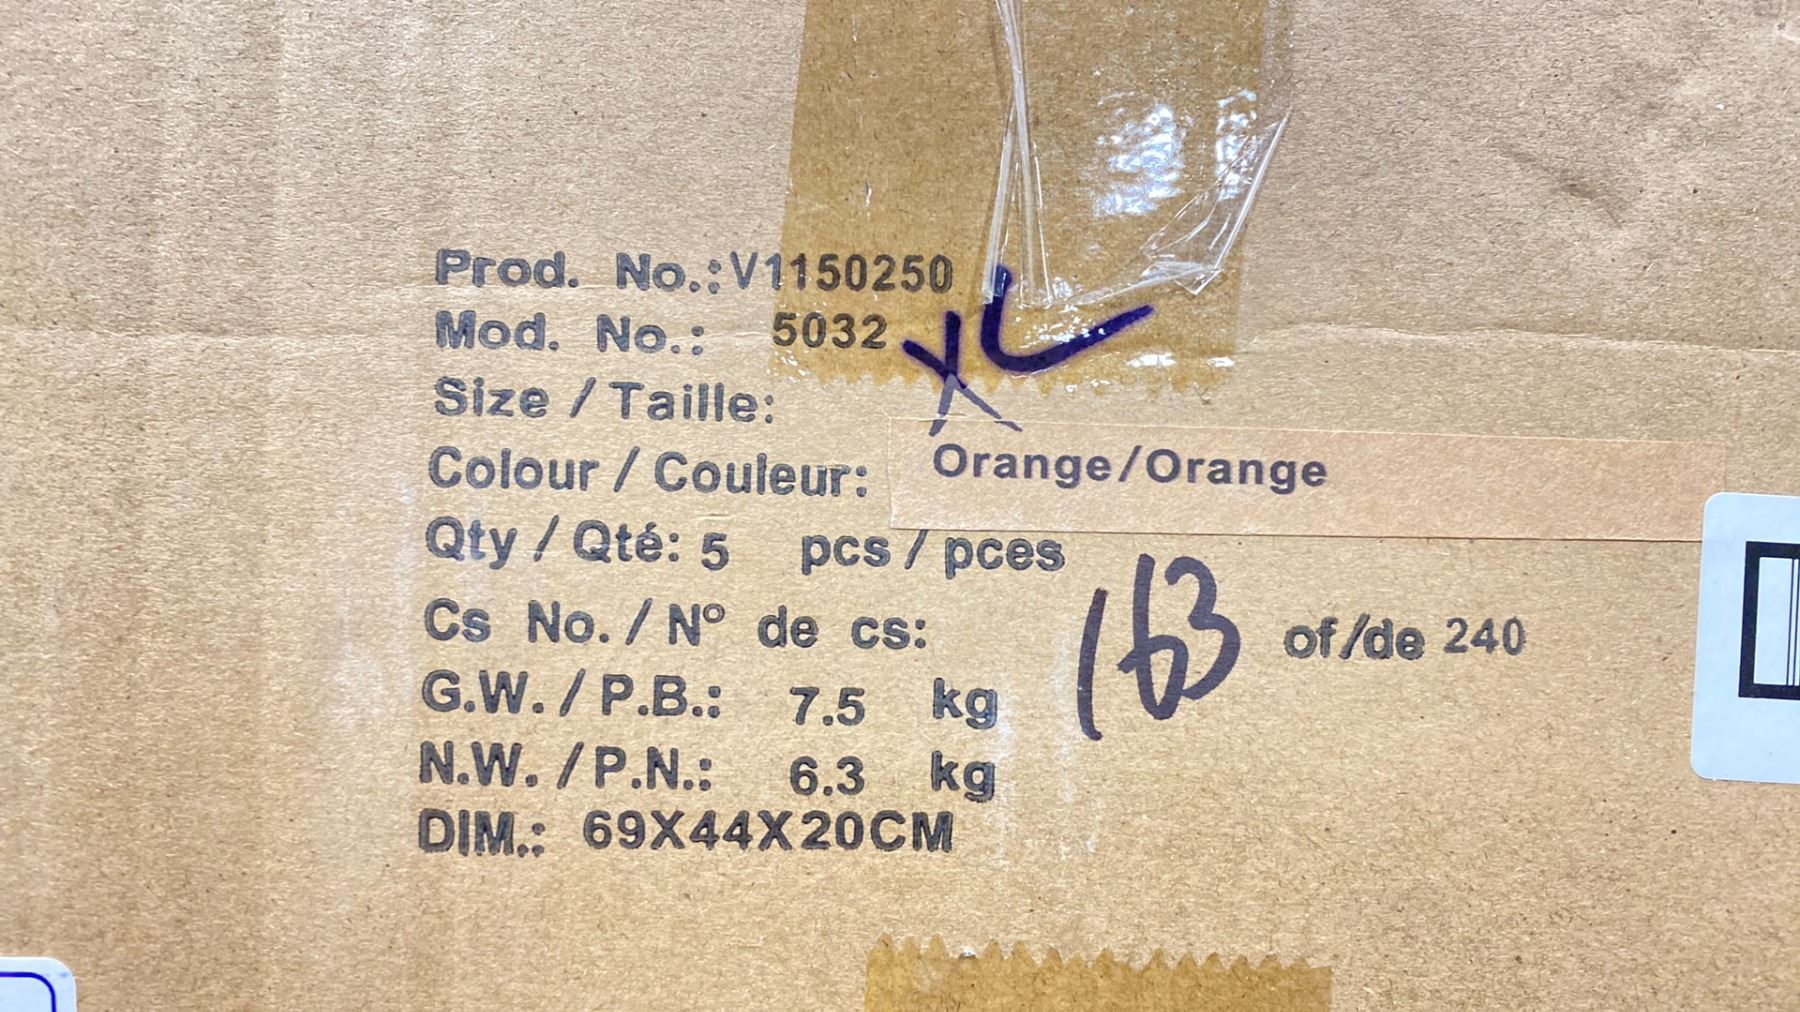 Prod. No.:V1150250
Mod. No.: 5032
Size / Taille: XL
Colour / Couleur: Orange/Orange
Qty / Qté: 5 pcs / pces
Cs No. / Nº de cs: 163 of/de 240
G.W. / P.B.: 7.5 kg
N.W. / P.N.: 6.3 kg
DIM.: 69X44X20CM